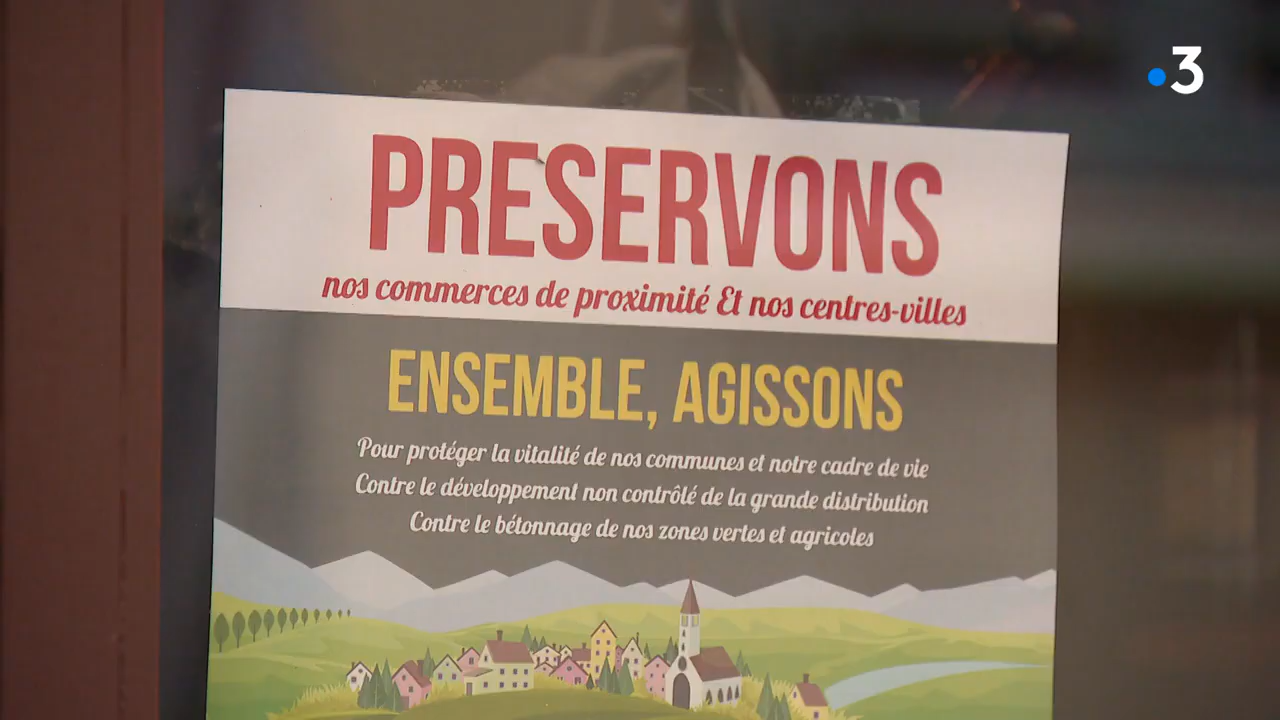 3
PRESERVONS
nos commerces de proximité Et nos centres-villes
ENSEMBLE, AGISSONS
Pour protéger la vitalité de nos communes et notre cadre de vie
Contre le développement non contrôlé de la grande distribution
Contre le bétonnage de nos zones vertes et agricoles